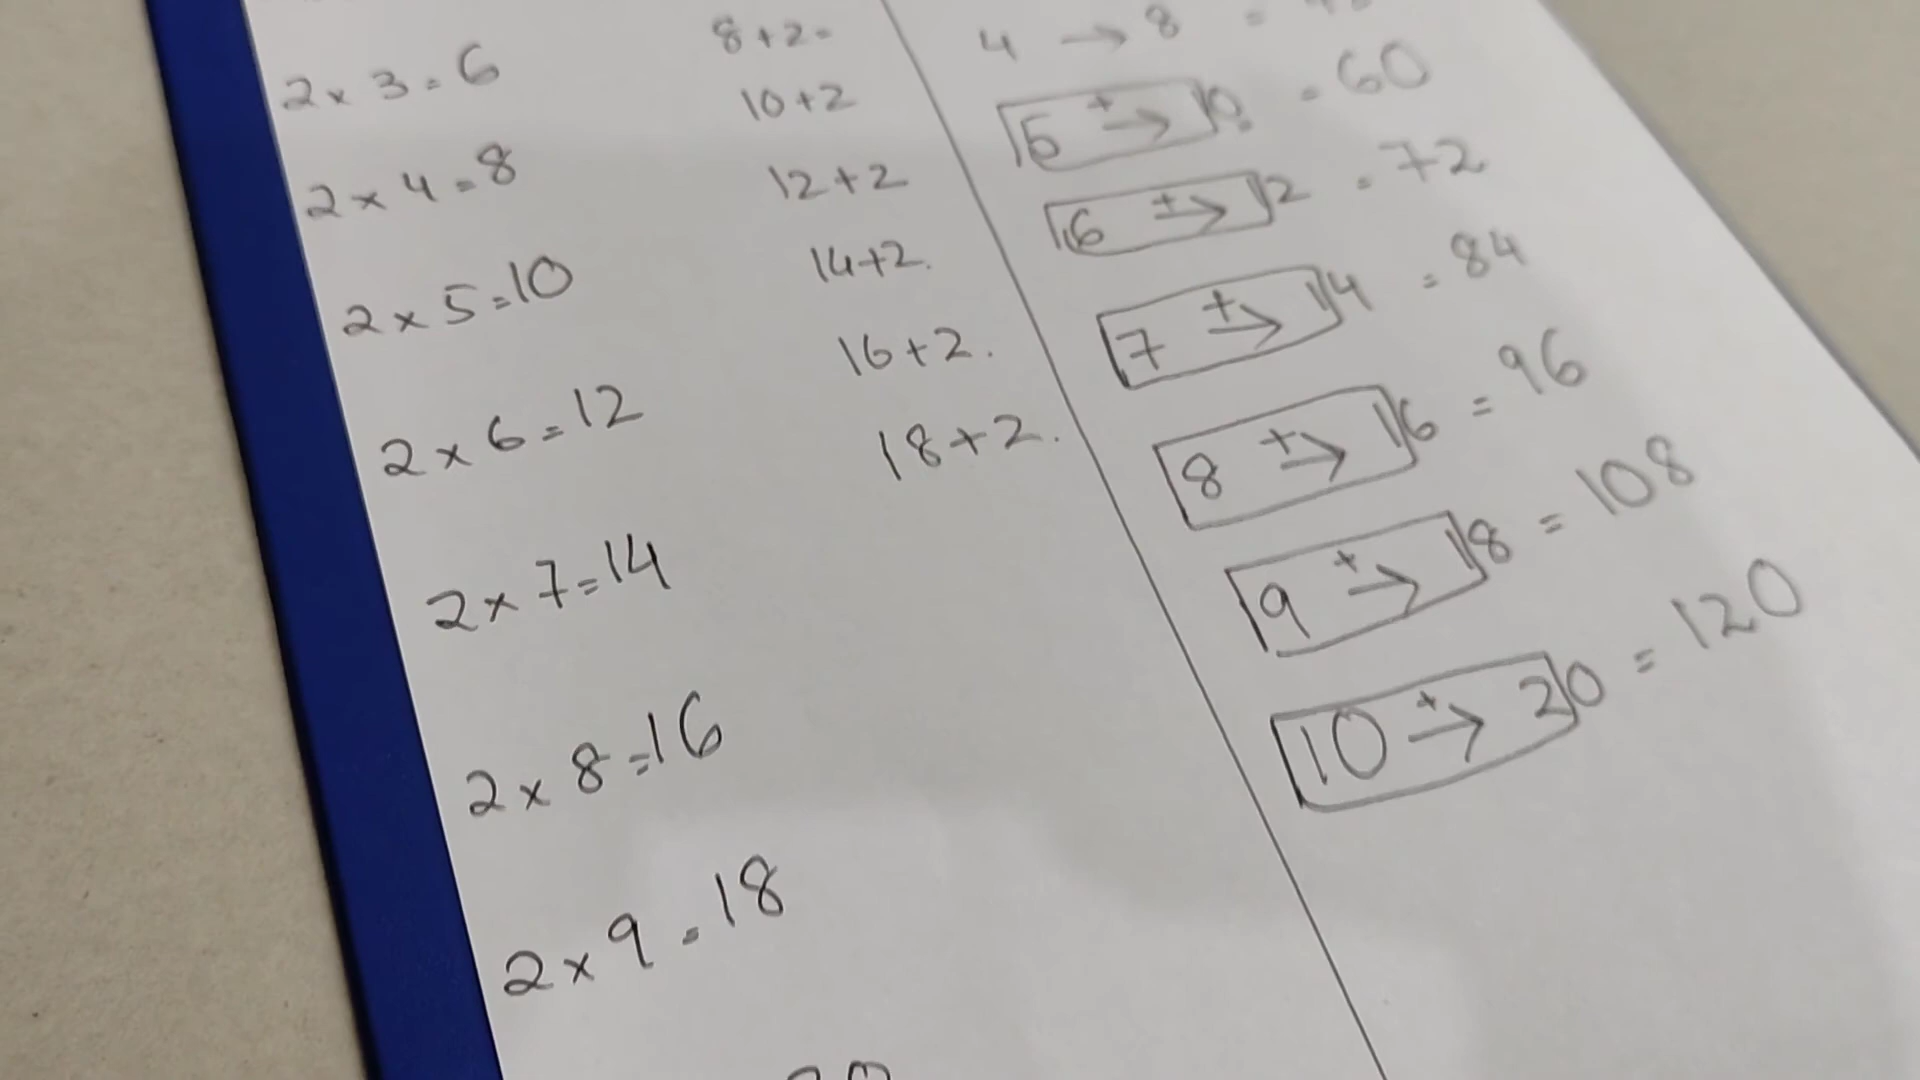 2 x 3 = 6
2 x 4 = 8
2 x 5 = 10
2 x 6 = 12
2 x 7 = 14
2 x 8 = 16
2 x 9 = 18
8+2=
10+2
12+2
14+2.
16+2.
18+2.
4 → 8 =
5 +→ 10 = 60
6 +→ 12 = 72
7 +→ 14 = 84
8 +→ 16 = 96
9 +→ 18 = 108
10 +→ 20 = 120